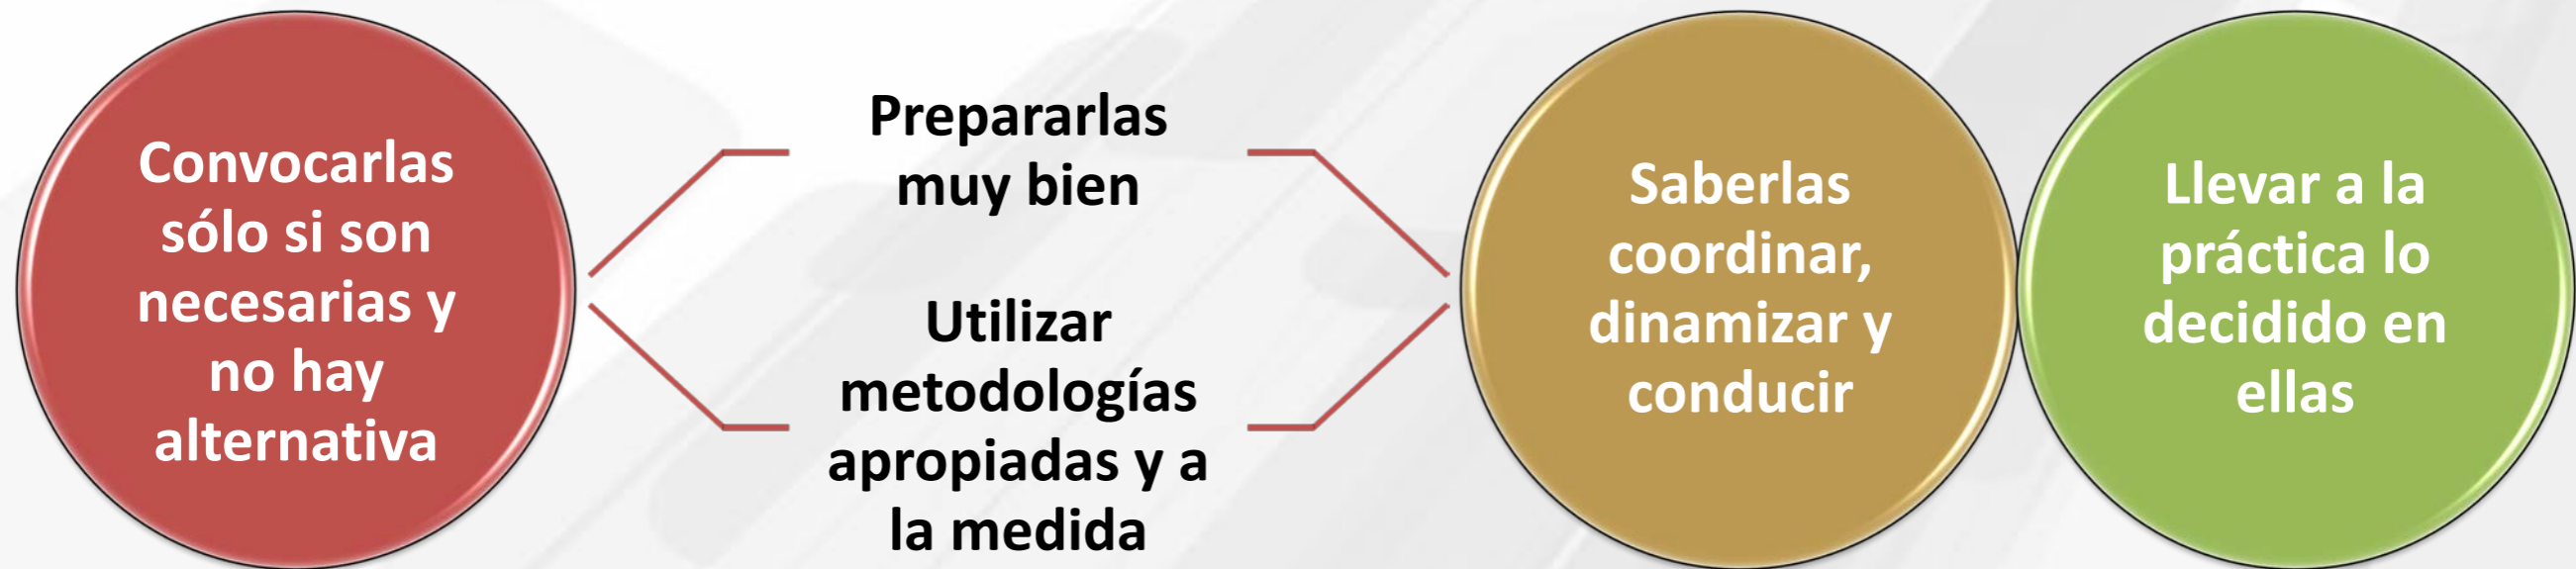 Convocarlas
sólo si son
necesarias y
no hay
alternativa
Prepararlas
muy bien
Utilizar
metodologías
apropiadas y a
la medida
Saberlas
coordinar,
dinamizar y
conducir
Llevar a la
práctica lo
decidido en
ellas